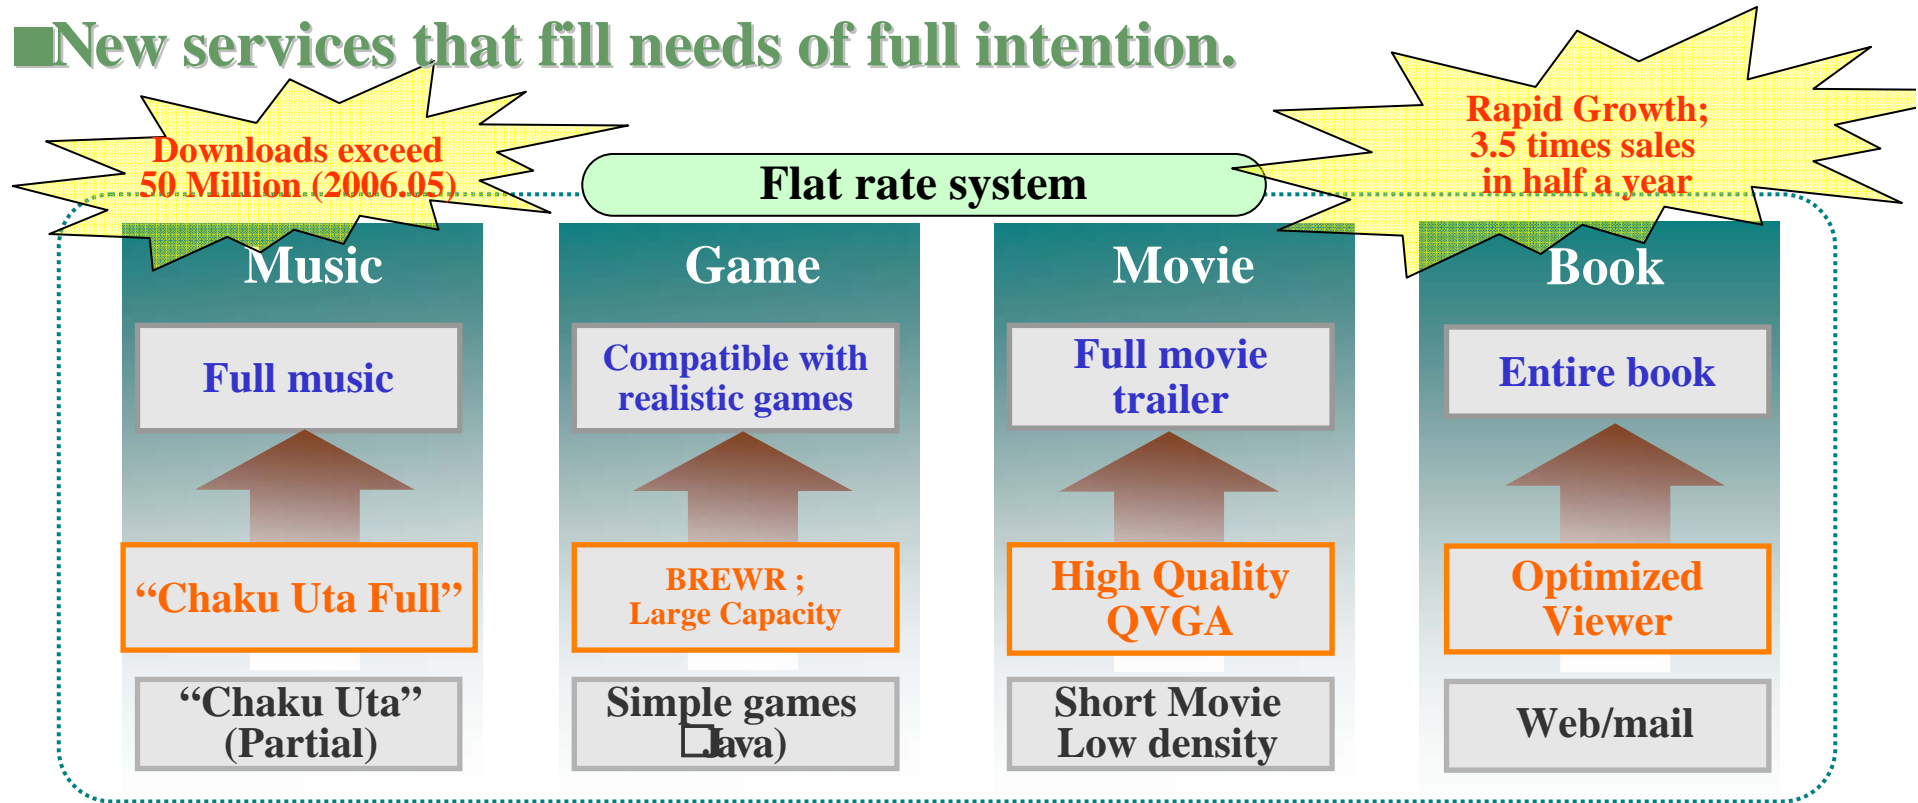 ■New services that fill needs of full intention.
Downloads exceed
50 Million (2006.05)
Rapid Growth;
3.5 times sales
in half a year
Flat rate system
Music
Full music
“Chaku Uta Full”
“Chaku Uta”
(Partial)
Game
Compatible with
realistic games
BREWR ;
Large Capacity
Simple games
□Java)
Movie
Full movie
trailer
High Quality
QVGA
Short Movie
Low density
Book
Entire book
Optimized
Viewer
Web/mail